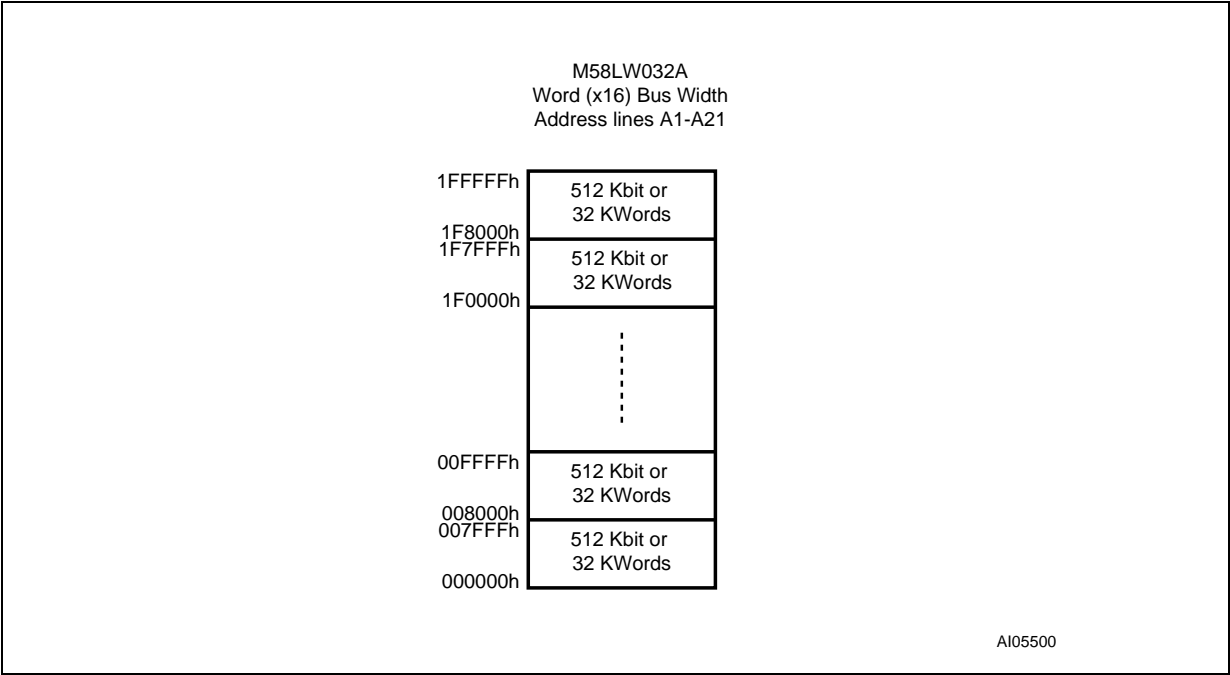 M58LW032A
Word (x16) Bus Width
Address lines A1-A21
1FFFFFh
512 Kbit or
32 KWords
1F8000h
1F7FFFh
512 Kbit or
32 KWords
1F0000h
00FFFFh
512 Kbit or
32 KWords
008000h
007FFFh
512 Kbit or
32 KWords
000000h
AI05500